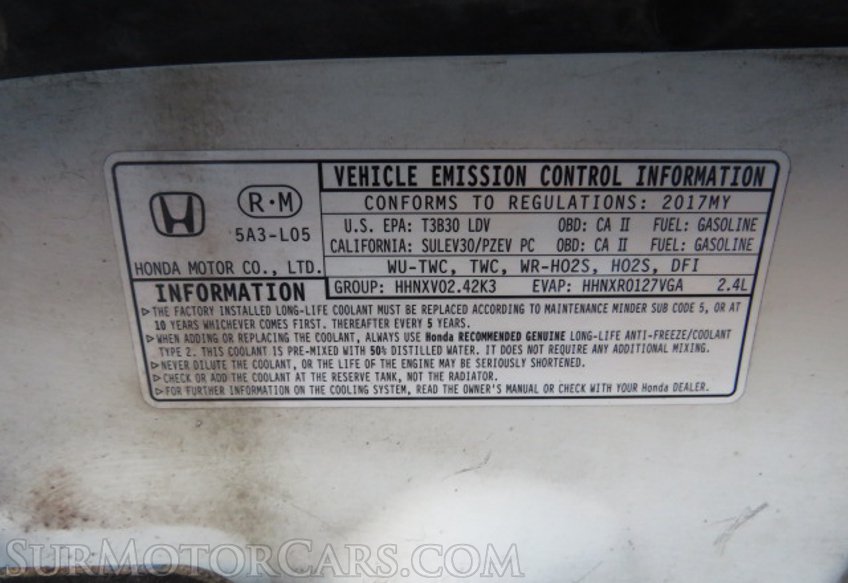 R·M
5A3-L05
HONDA MOTOR CO., LTD.
VEHICLE EMISSION CONTROL INFORMATION
CONFORMS TO REGULATIONS: 2017MY
U.S. EPA: T3B30 LDV OBD: CA II FUEL: GASOLINE
CALIFORNIA: SULEV30/PZEV PC OBD: CA II FUEL: GASOLINE
WU-TWC, TWC, WR-HO2S, HO2S, DFI
GROUP: HHNXV02.42K3 EVAP: HHNXR0127VGA 2.4L
INFORMATION
▷THE FACTORY INSTALLED LONG-LIFE COOLANT MUST BE REPLACED ACCORDING TO MAINTENANCE MINDER SUB CODE 5, OR AT
10 YEARS WHICHEVER COMES FIRST. THEREAFTER EVERY 5 YEARS.
▷WHEN ADDING OR REPLACING THE COOLANT, ALWAYS USE Honda RECOMMENDED GENUINE LONG-LIFE ANTI-FREEZE/COOLANT
TYPE 2. THIS COOLANT IS PRE-MIXED WITH 50% DISTILLED WATER. IT DOES NOT REQUIRE ANY ADDITIONAL MIXING.
▷NEVER DILUTE THE COOLANT, OR THE LIFE OF THE ENGINE MAY BE SERIOUSLY SHORTENED.
▷CHECK OR ADD THE COOLANT AT THE RESERVE TANK, NOT THE RADIATOR.
▷FOR FURTHER INFORMATION ON THE COOLING SYSTEM, READ THE OWNER'S MANUAL OR CHECK WITH YOUR Honda DEALER.
SURMOTORCARS.COM